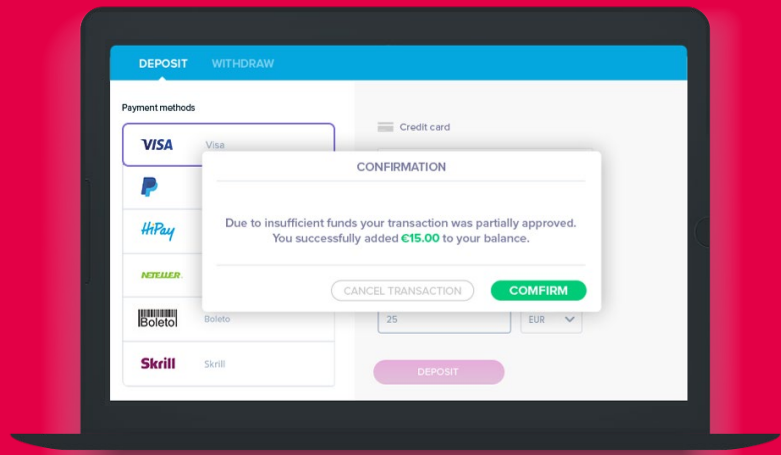 DEPOSIT WITHDRAW
Payment methods
Credit card
VISA Visa
CONFIRMATION
Due to insufficient funds your transaction was partially approved.
You successfully added €15.00 to your balance.
CANCEL TRANSACTION COMFIRM
HiPay
NETELLER
Boleto Boleto
25 EUR
Skrill Skrill
DEPOSIT